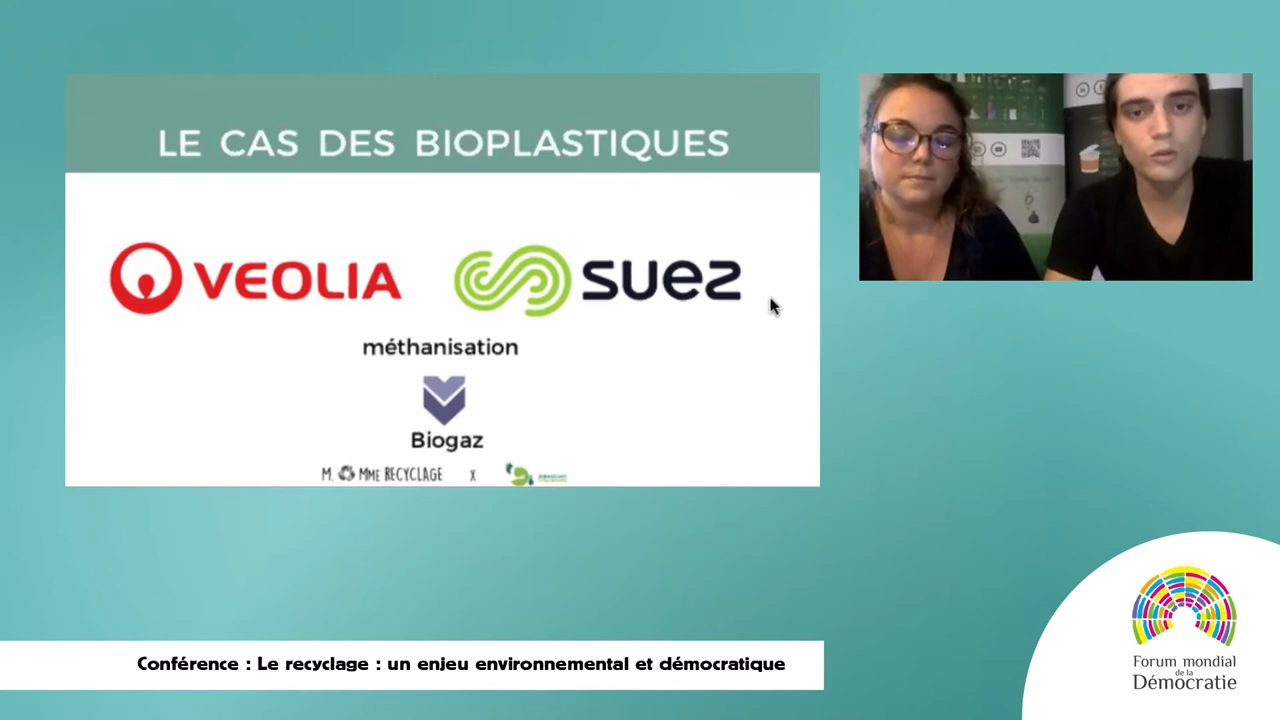 LE CAS DES BIOPLASTIQUES
VEOLIA
suez
méthanisation
Biogaz
M. MME RECYCLAGE X
Conférence : Le recyclage : un enjeu environnemental et démocratique
Forum mondial
de la
Démocratie